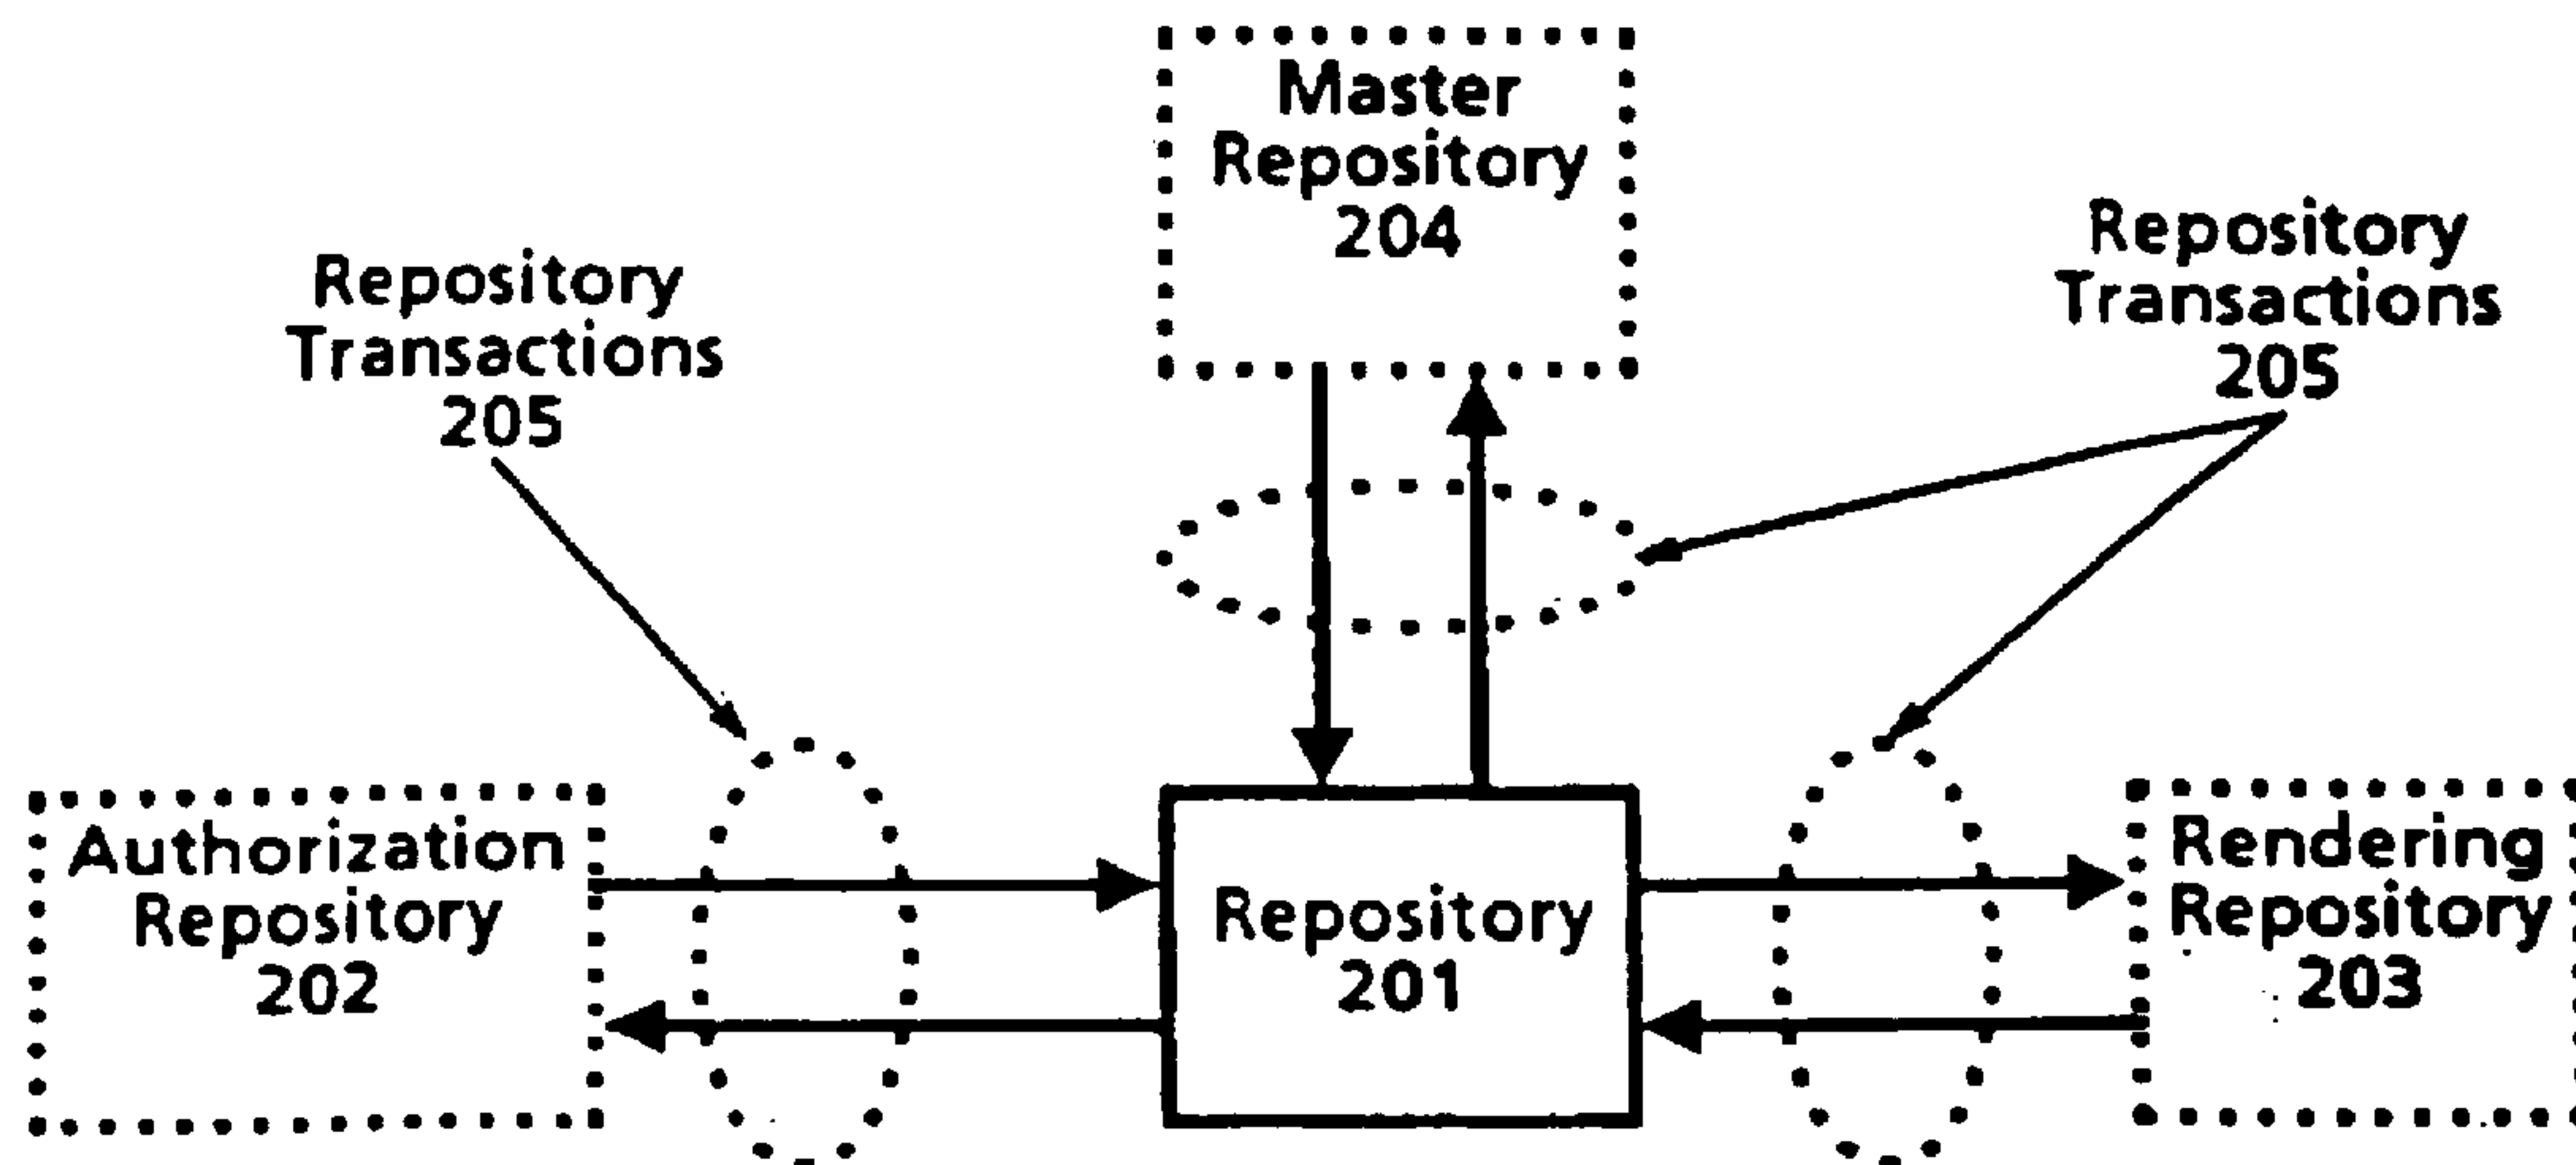 Master
Repository
204
Repository
Transactions
205
Repository
Transactions
205
Authorization
Repository
202
Repository
201
Rendering
Repository
203